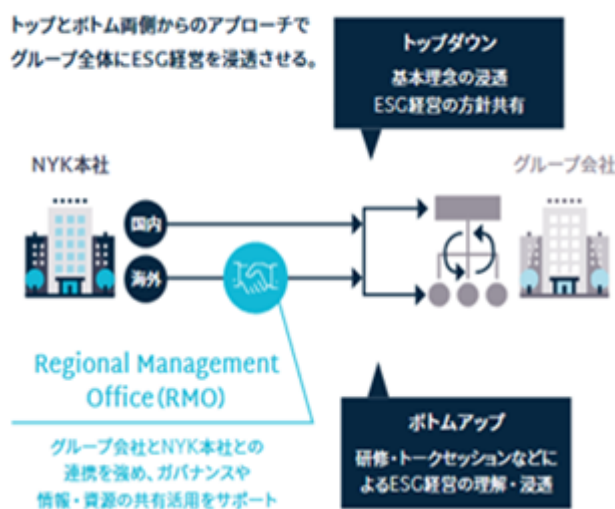 トップとボトム両側からのアプローチで
グループ全体にESG経営を浸透させる。
トップダウン
基本理念の浸透
ESG経営の方針共有
NYK本社
グループ会社
国内
海外
Regional Management
Office(RMO)
グループ会社とNYK本社との
連携を強め、ガバナンスや
情報・資源の共有活用をサポート
ボトムアップ
研修・トークセッションなどに
よるESG経営の理解・浸透